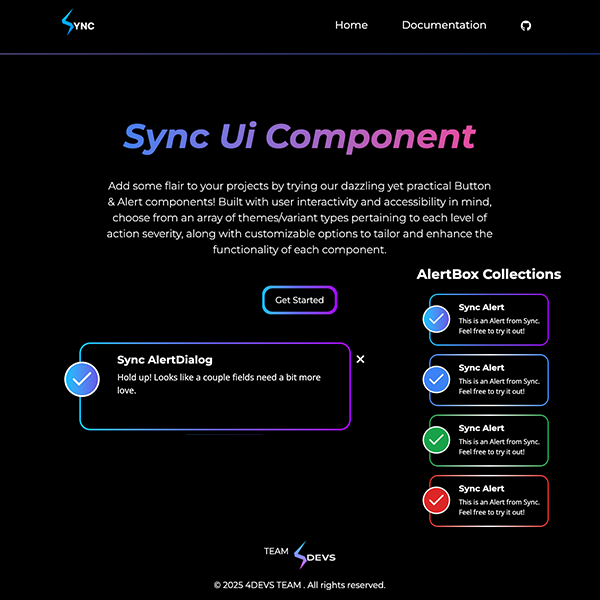 SYNC
Home
Documentation
Sync Ui Component
Add some flair to your projects by trying our dazzling yet practical Button
& Alert components! Built with user interactivity and accessibility in mind,
choose from an array of themes/variant types pertaining to each level of
action severity, along with customizable options to tailor and enhance the
functionality of each component.
Get Started
Sync AlertDialog
Hold up! Looks like a couple fields need a bit more
love.
AlertBox Collections
Sync Alert
This is an Alert from Sync.
Feel free to try it out!
Sync Alert
This is an Alert from Sync.
Feel free to try it out!
Sync Alert
This is an Alert from Sync.
Feel free to try it out!
Sync Alert
This is an Alert from Sync.
Feel free to try it out!
TEAM 4DEVS
© 2025 4DEVS TEAM . All rights reserved.